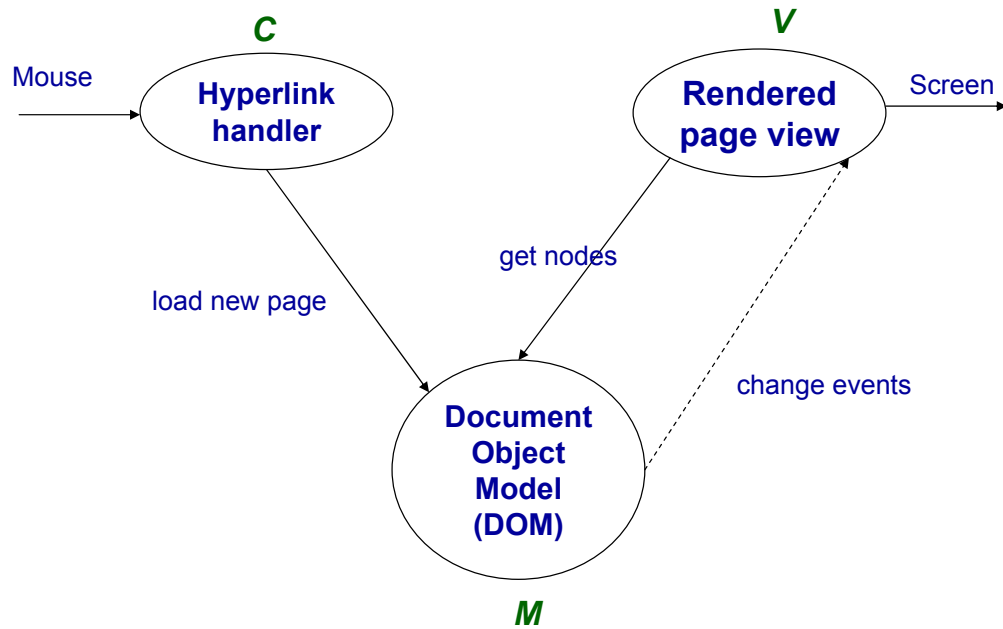 C
V
Mouse
Hyperlink
handler
Rendered
page view
Screen
get nodes
load new page
change events
Document
Object
Model
(DOM)
M